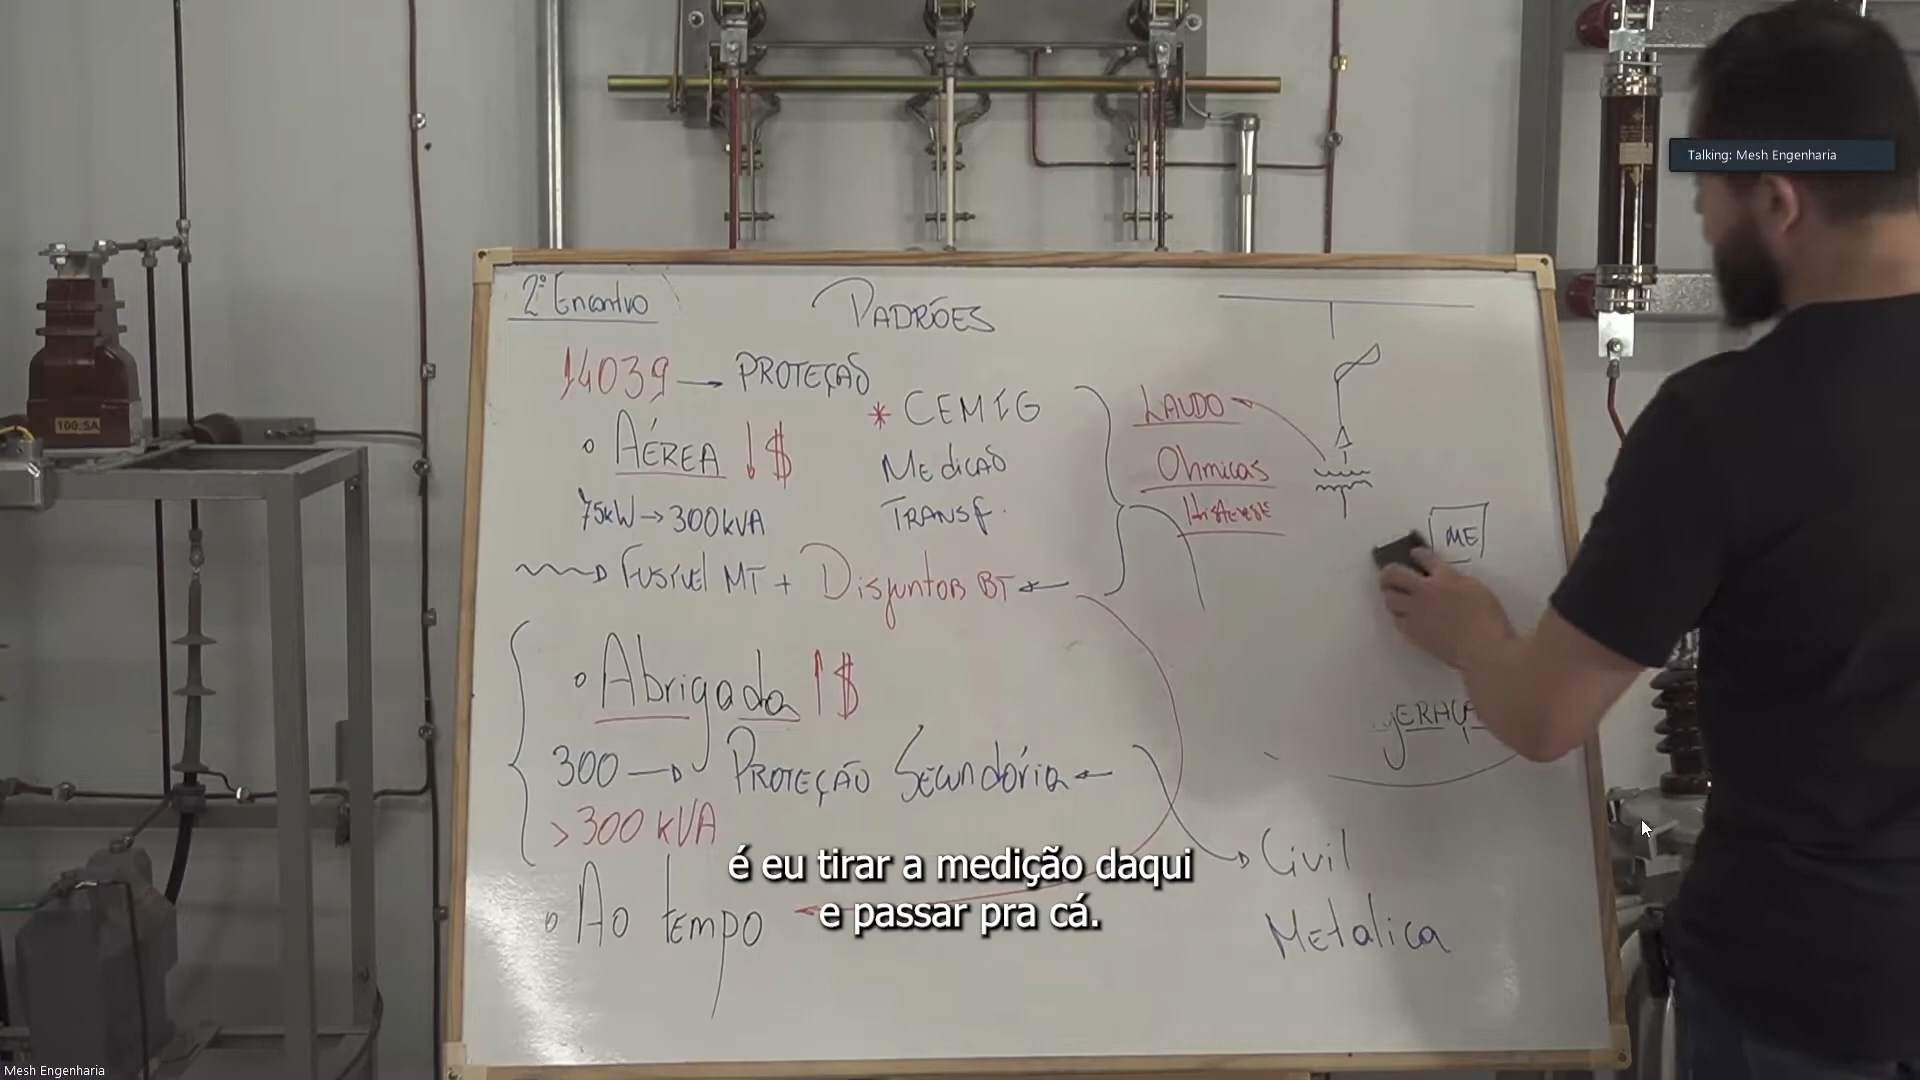 2º Encontro
PADRÕES
14039 → PROTEÇÃO
* CEMIG
LAUDO
° AÉREA ↓$
MEDIÇÃO
Ohmicas
75kW → 300kVA
TRANSF.
ME
Fusível MT + Disjuntor BT ←
° Abrigada ↑$
GERAÇÃ
300 → PROTEÇÃO Secundária ←
> 300 kVA
Civil
° Ao tempo
Metalica
100:5A
Talking: Mesh Engenharia
é eu tirar a medição daqui
e passar pra cá.
Mesh Engenharia